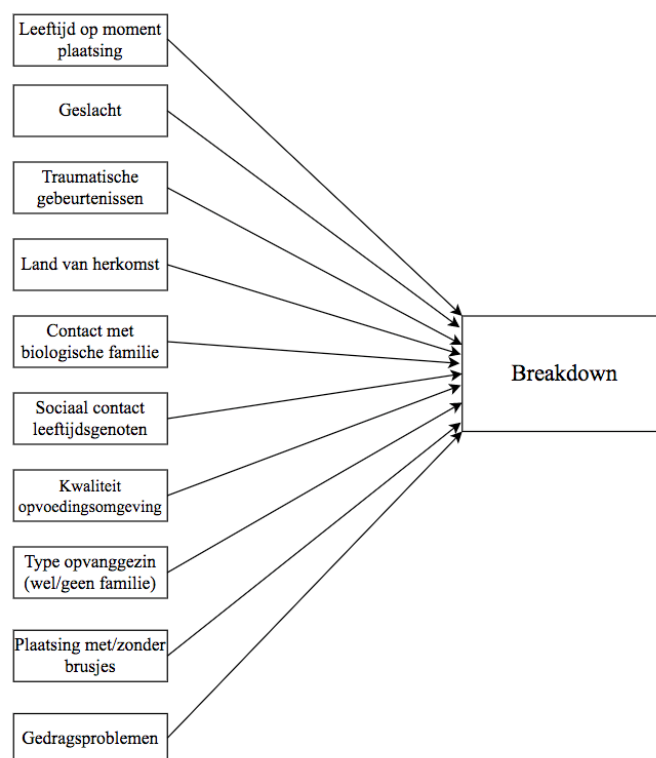 Leeftijd op moment
plaatsing
Geslacht
Traumatische
gebeurtenissen
Land van herkomst
Contact met
biologische familie
Sociaal contact
leeftijdsgenoten
Kwaliteit
opvoedingsomgeving
Type opvanggezin
(wel/geen familie)
Plaatsing met/zonder
brusjes
Gedragsproblemen
Breakdown